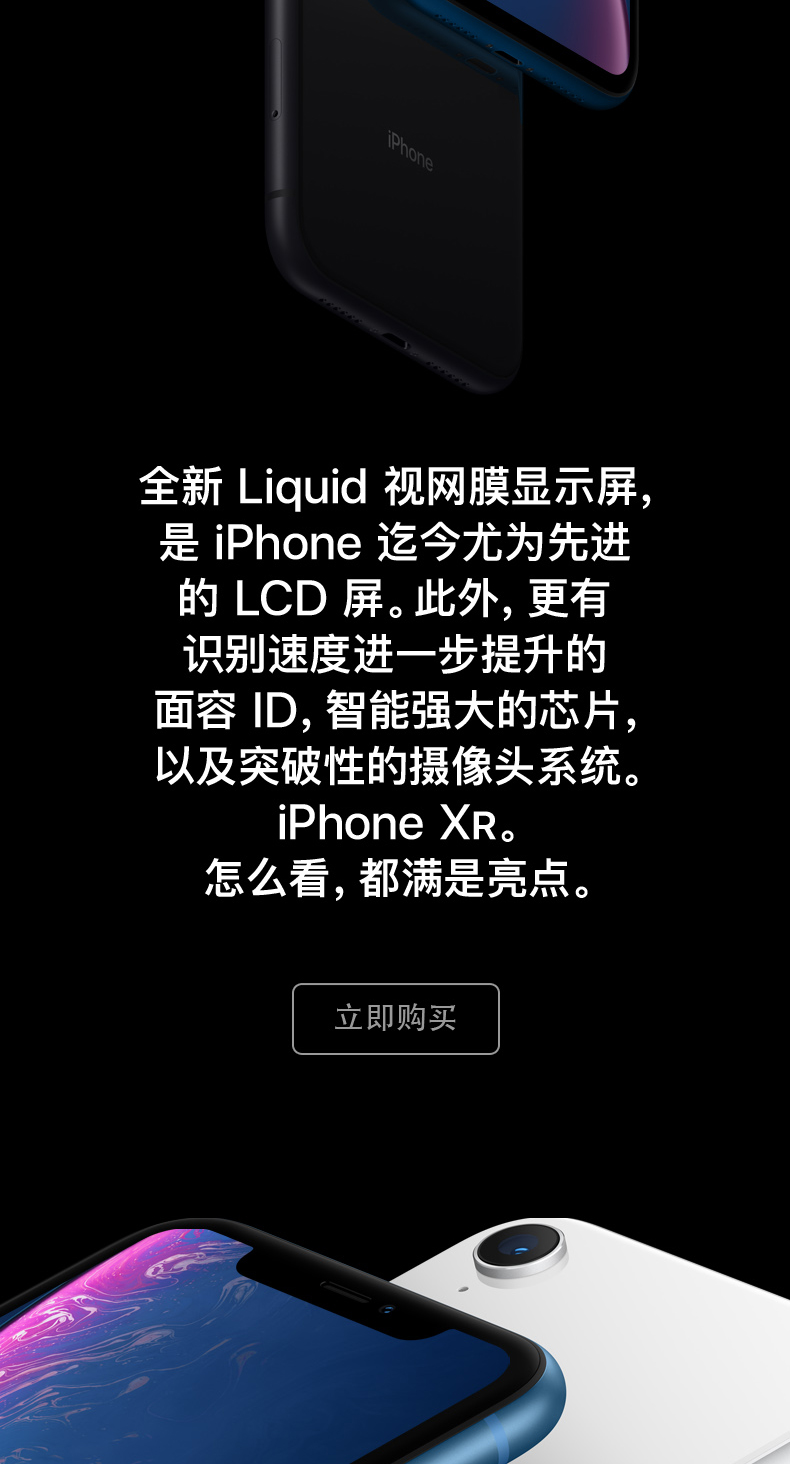 iPhone
全新 Liquid 视网膜显示屏，
是 iPhone 迄今尤为先进
的 LCD 屏。此外，更有
识别速度进一步提升的
面容 ID，智能强大的芯片，
以及突破性的摄像头系统。
iPhone XR。
怎么看，都满是亮点。
立即购买